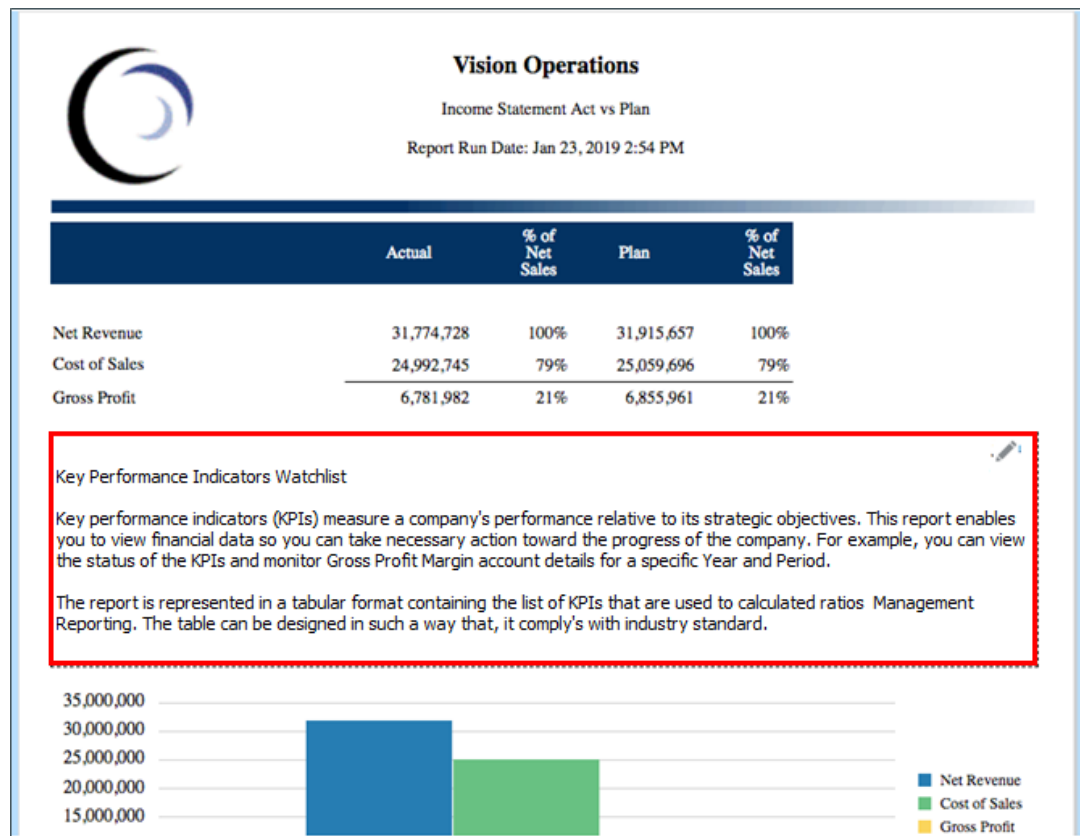 Vision Operations
Income Statement Act vs Plan
Report Run Date: Jan 23, 2019 2:54 PM
Actual % of Net Sales Plan % of Net Sales
Net Revenue 31,774,728 100% 31,915,657 100%
Cost of Sales 24,992,745 79% 25,059,696 79%
Gross Profit 6,781,982 21% 6,855,961 21%
Key Performance Indicators Watchlist
Key performance indicators (KPIs) measure a company's performance relative to its strategic objectives. This report enables
you to view financial data so you can take necessary action toward the progress of the company. For example, you can view
the status of the KPIs and monitor Gross Profit Margin account details for a specific Year and Period.
The report is represented in a tabular format containing the list of KPIs that are used to calculated ratios  Management
Reporting. The table can be designed in such a way that, it comply's with industry standard.
35,000,000
30,000,000
25,000,000
20,000,000
15,000,000
Net Revenue
Cost of Sales
Gross Profit